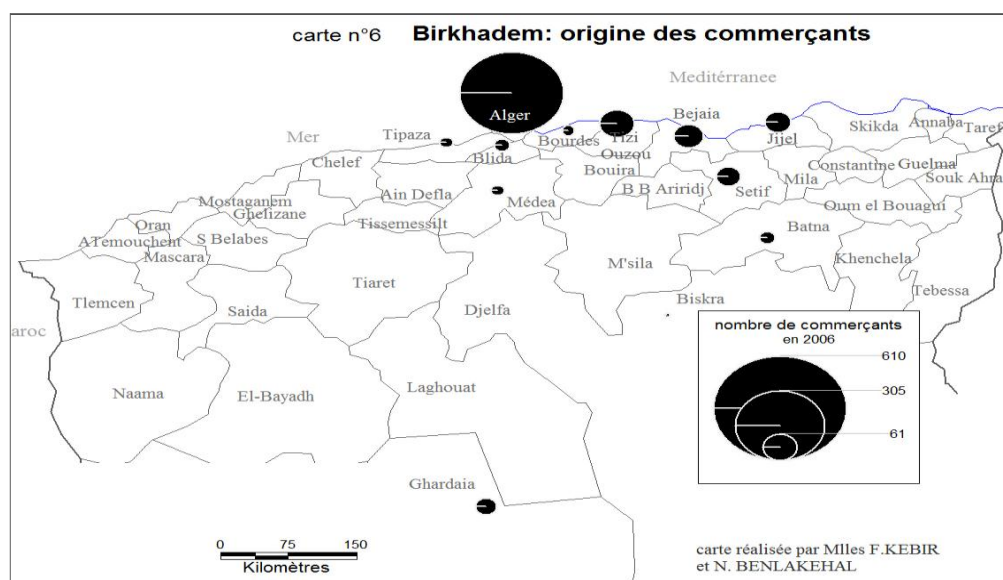 carte n°6 Birkhadem: origine des commerçants
Meditérranee
Mer
Alger
Tipaza
Bourdes
Tizi
Ouzou
Bejaia
Jijel
Skikda
Annaba
Taref
Chelef
Blida
Bouira
Constantine
Guelma
Ain Defla
B B Ariridj
Setif
Mila
Souk Ahra
Mostaganem
Ghelizane
Médea
Oum el Bouagui
Oran
ATemouchent
S Belabes
Tissemessilt
Batna
Mascara
M'sila
Khenchela
Tlemcen
Saida
Tiaret
Djelfa
Biskra
Tebessa
aroc
nombre de commerçants
en 2006
610
305
61
Naama
El-Bayadh
Laghouat
Ghardaia
0 75 150
Kilomètres
carte réalisée par Mlles F.KEBIR
et N. BENLAKEHAL